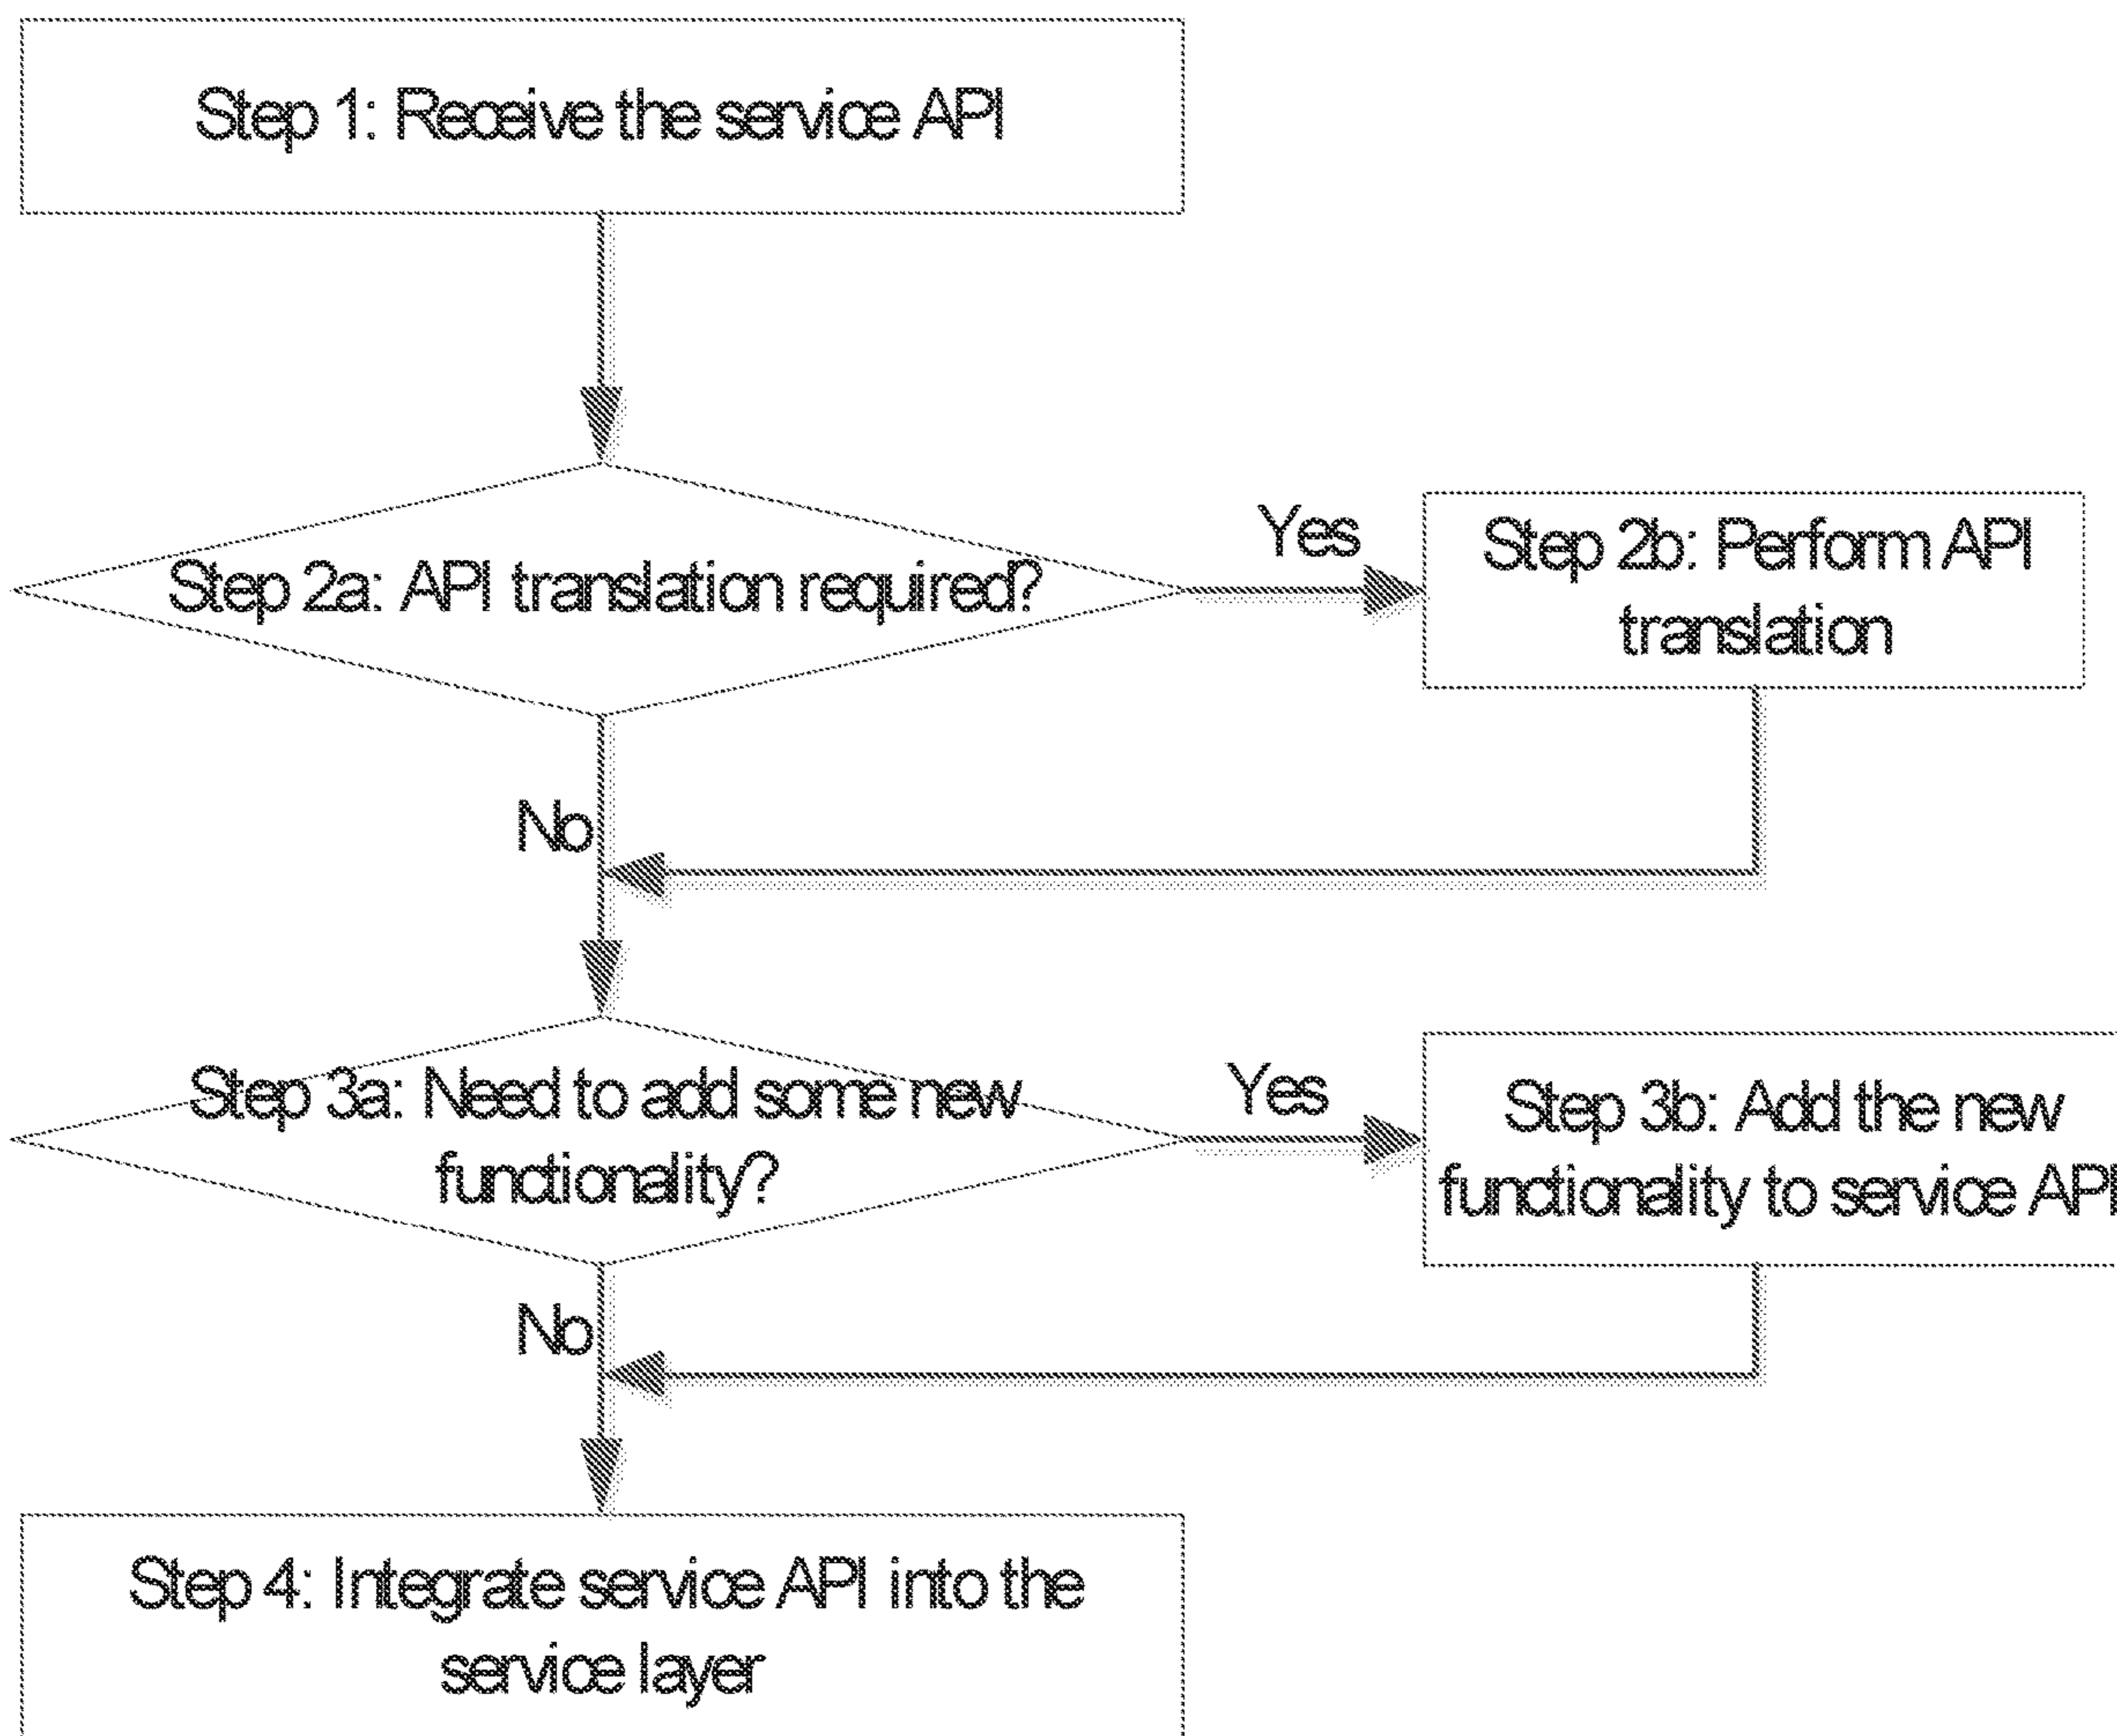 Step 1: Receive the service API
Step 2a: API translation required?
Yes
Step 2b: Perform API
translation
No
Step 3a: Need to add some new
functionality?
Yes
Step 3b: Add the new
functionality to service API
No
Step 4: Integrate service API into the
service layer